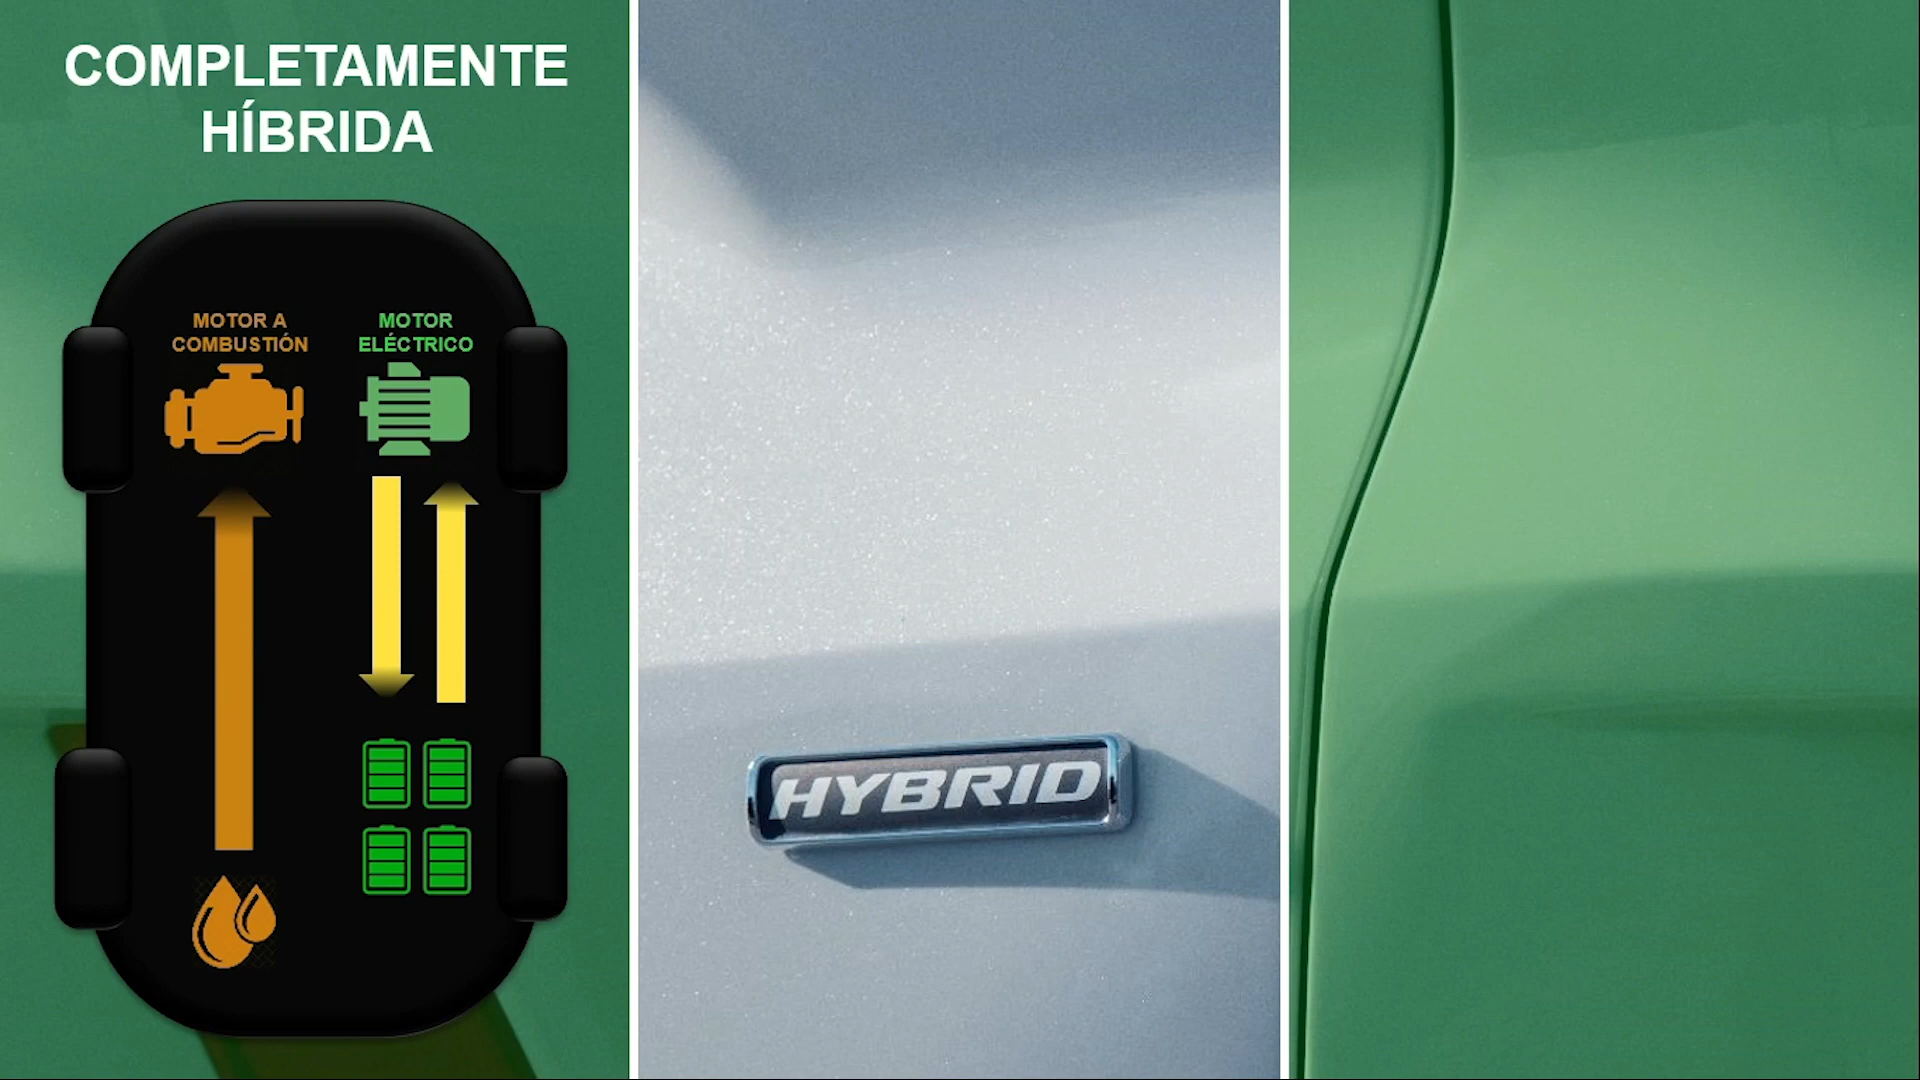 COMPLETAMENTE
HÍBRIDA
MOTOR A
COMBUSTIÓN
MOTOR
ELÉCTRICO
HYBRID